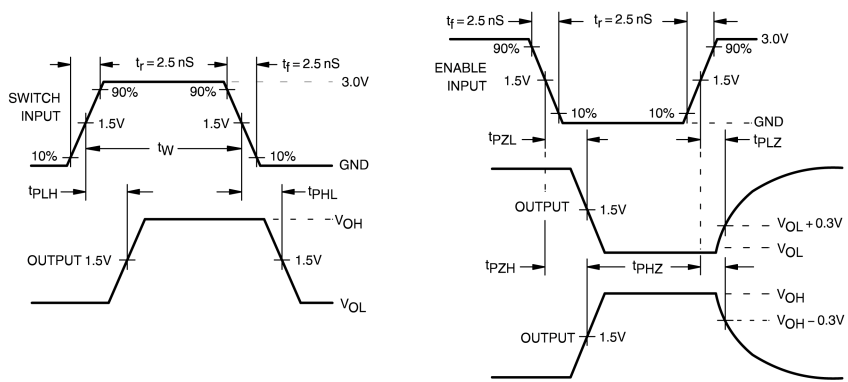 tr = 2.5 nS
tf = 2.5 nS
3.0V
SWITCH
INPUT
90%
90%
1.5V
1.5V
tW
10%
10%
GND
tPLH
tPHL
VOH
OUTPUT 1.5V
1.5V
VOL
tf = 2.5 nS
tr = 2.5 nS
3.0V
90%
90%
ENABLE
INPUT
1.5V
1.5V
10%
10%
GND
tPZL
tPLZ
OUTPUT
1.5V
VOL + 0.3V
VOL
tPZH
tPHZ
VOH
VOH – 0.3V
OUTPUT
1.5V